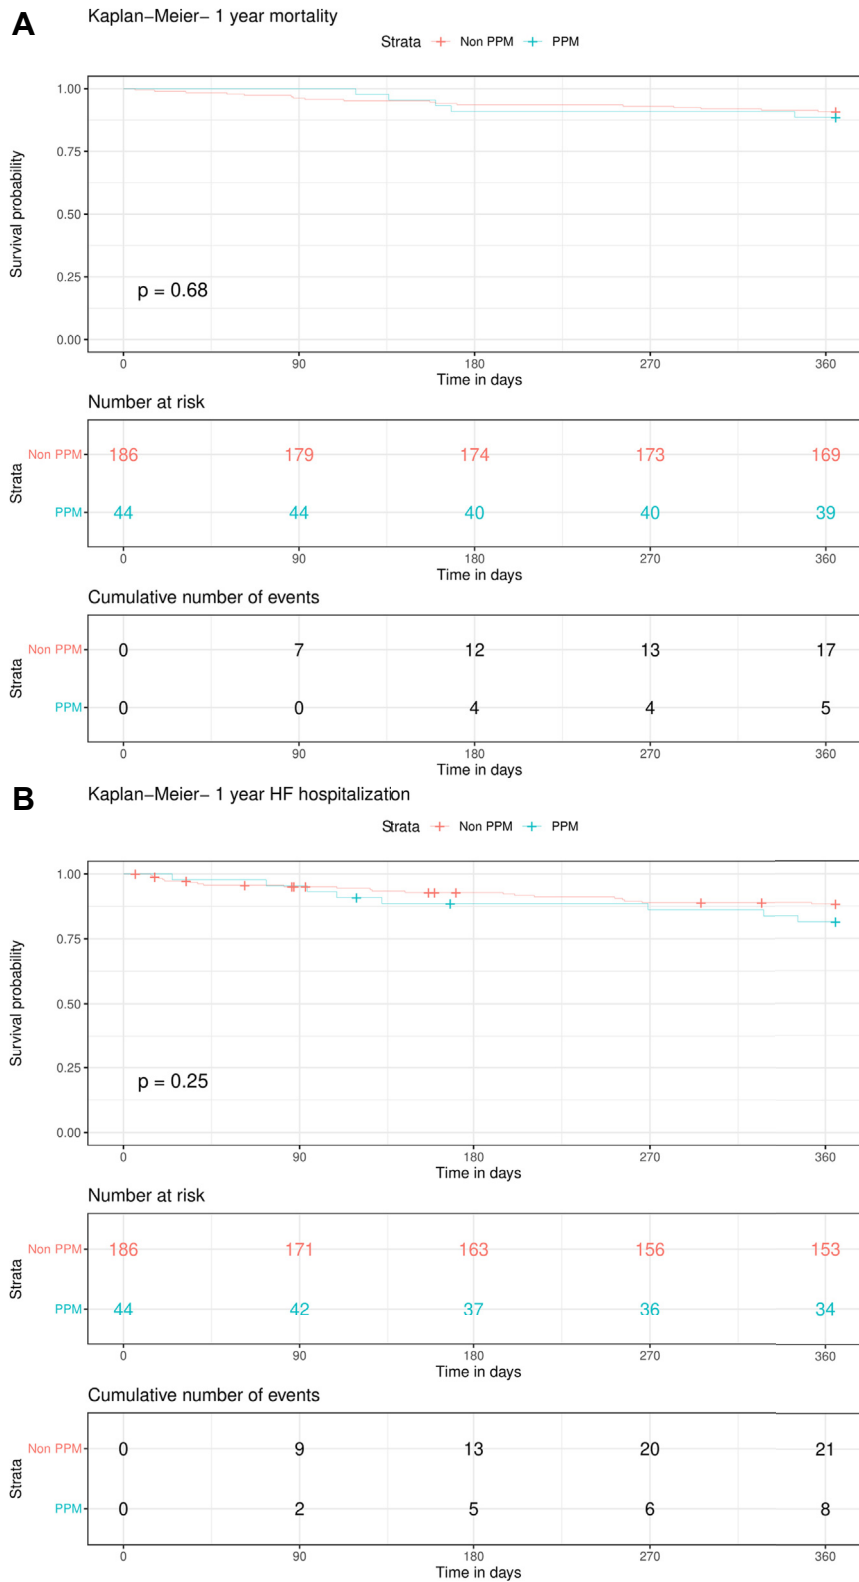 A
Kaplan−Meier− 1 year mortality
Strata Non PPM PPM
1.00
0.75
0.50
0.25
0.00
Survival probability
p = 0.68
0 90 180 270 360
Time in days
Number at risk
Strata
Non PPM 186 179 174 173 169
PPM 44 44 40 40 39
0 90 180 270 360
Time in days
Cumulative number of events
Strata
Non PPM 0 7 12 13 17
PPM 0 0 4 4 5
0 90 180 270 360
Time in days
B
Kaplan−Meier− 1 year HF hospitalization
Strata Non PPM PPM
1.00
0.75
0.50
0.25
0.00
Survival probability
p = 0.25
0 90 180 270 360
Time in days
Number at risk
Strata
Non PPM 186 171 163 156 153
PPM 44 42 37 36 34
0 90 180 270 360
Time in days
Cumulative number of events
Strata
Non PPM 0 9 13 20 21
PPM 0 2 5 6 8
0 90 180 270 360
Time in days